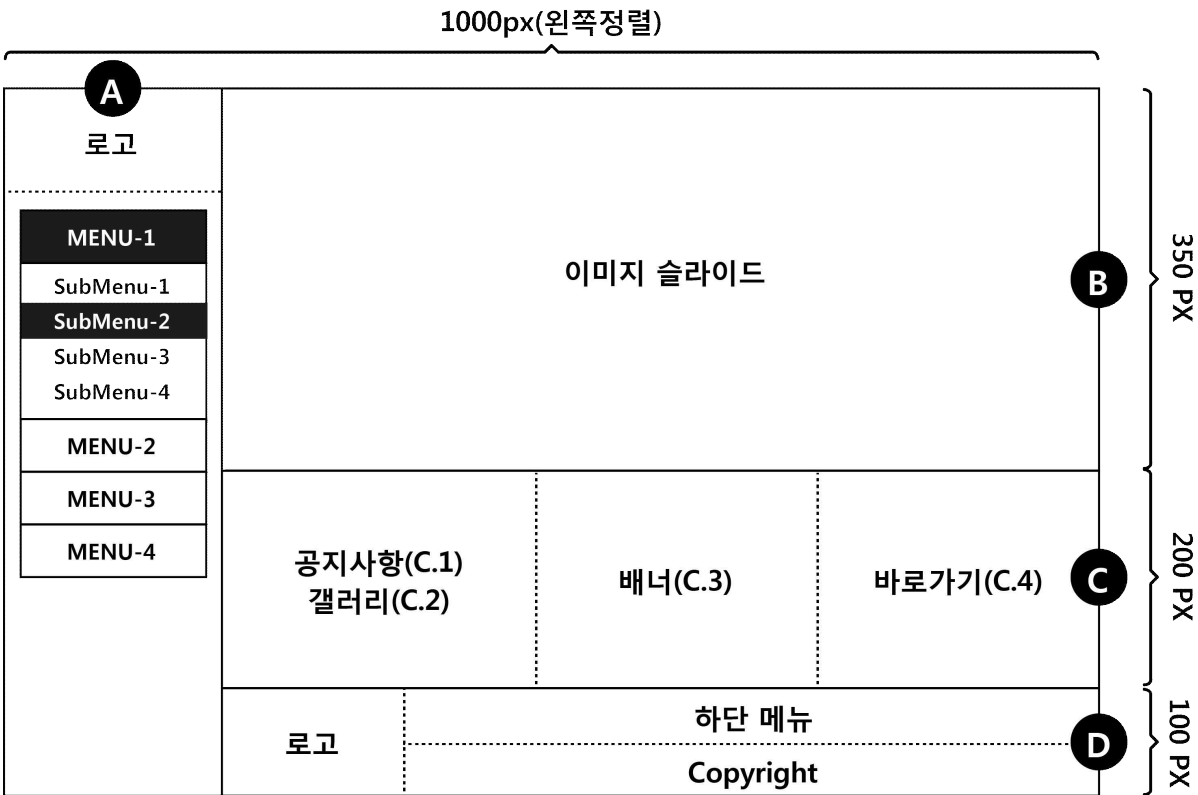 1000px(왼쪽정렬)
A
로고
MENU-1
SubMenu-1
SubMenu-2
SubMenu-3
SubMenu-4
MENU-2
MENU-3
MENU-4
이미지 슬라이드
B
350 PX
공지사항(C.1)
갤러리(C.2)
배너(C.3)
바로가기(C.4)
C
200 PX
로고
하단 메뉴
Copyright
D
100 PX